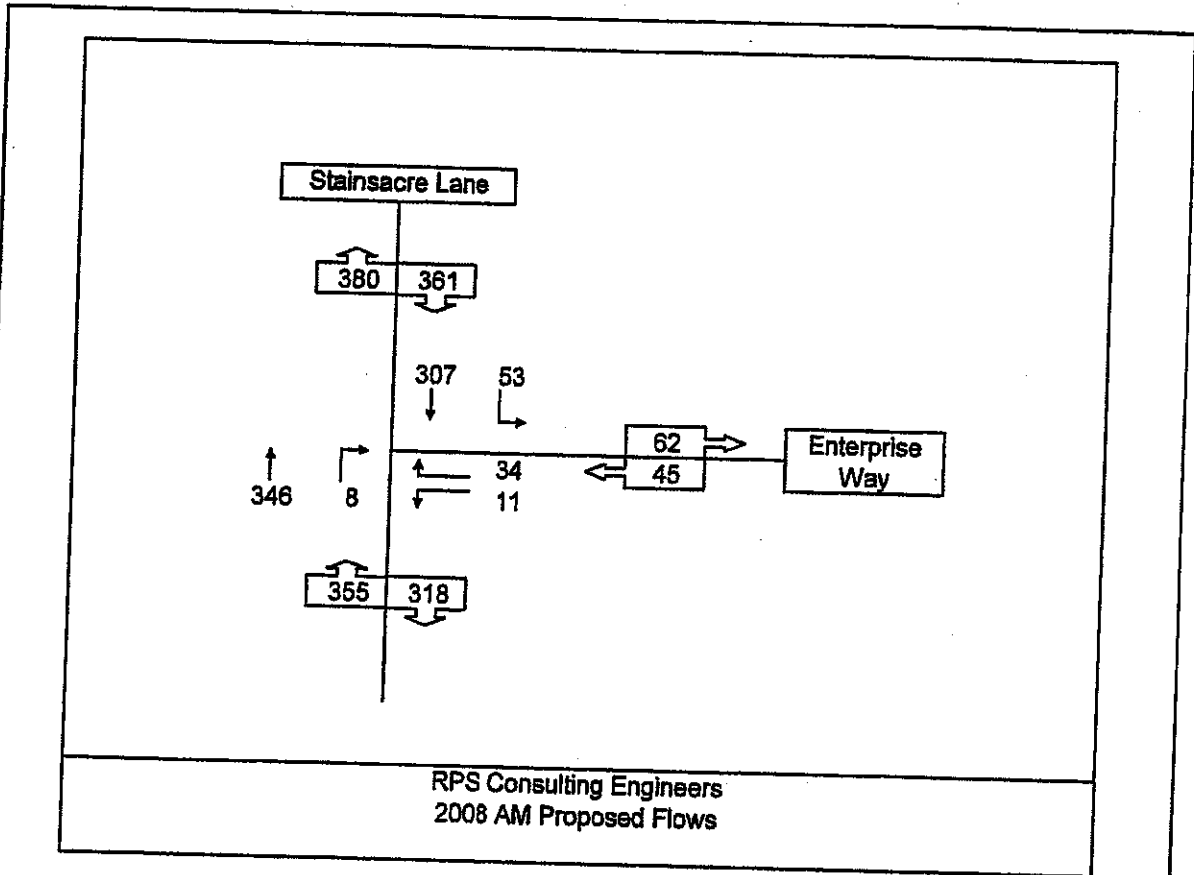 Stainsacre Lane
380 361
307 53
62
Enterprise
Way
34
45
346 8 11
355 318
RPS Consulting Engineers
2008 AM Proposed Flows